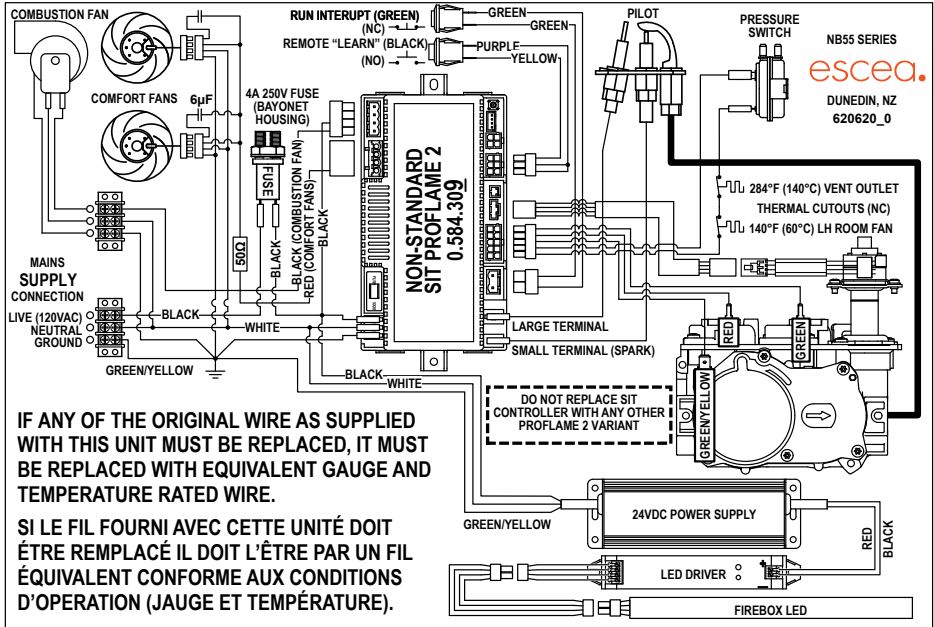 COMBUSTION FAN
COMFORT FANS
6µF
4A 250V FUSE
(BAYONET
HOUSING)
FUSE
RUN INTERUPT (GREEN)
(NC)
REMOTE “LEARN” (BLACK)
(NO)
GREEN
GREEN
PURPLE
YELLOW
PILOT
PRESSURE
SWITCH
NB55 SERIES
escea.
DUNEDIN, NZ
620620_0
NON-STANDARD
SIT PROFLAME 2
0.584.309
BLACK (COMBUSTION FAN)
RED (COMFORT FANS)
BLACK
BLACK
50Ω
284°F (140°C) VENT OUTLET
THERMAL CUTOUTS (NC)
140°F (60°C) LH ROOM FAN
MAINS
SUPPLY
CONNECTION
LIVE (120VAC)
NEUTRAL
GROUND
BLACK
WHITE
GREEN/YELLOW
LARGE TERMINAL
SMALL TERMINAL (SPARK)
BLACK
WHITE
RED
GREEN
GREEN/YELLOW
DO NOT REPLACE SIT
CONTROLLER WITH ANY OTHER
PROFLAME 2 VARIANT
IF ANY OF THE ORIGINAL WIRE AS SUPPLIED
WITH THIS UNIT MUST BE REPLACED, IT MUST
BE REPLACED WITH EQUIVALENT GAUGE AND
TEMPERATURE RATED WIRE.
SI LE FIL FOURNI AVEC CETTE UNITÉ DOIT
ÉTRE REMPLACÉ IL DOIT L’ÊTRE PAR UN FIL
ÉQUIVALENT CONFORME AUX CONDITIONS
D’OPERATION (JAUGE ET TEMPÉRATURE).
GREEN/YELLOW
24VDC POWER SUPPLY
RED
BLACK
LED DRIVER
FIREBOX LED